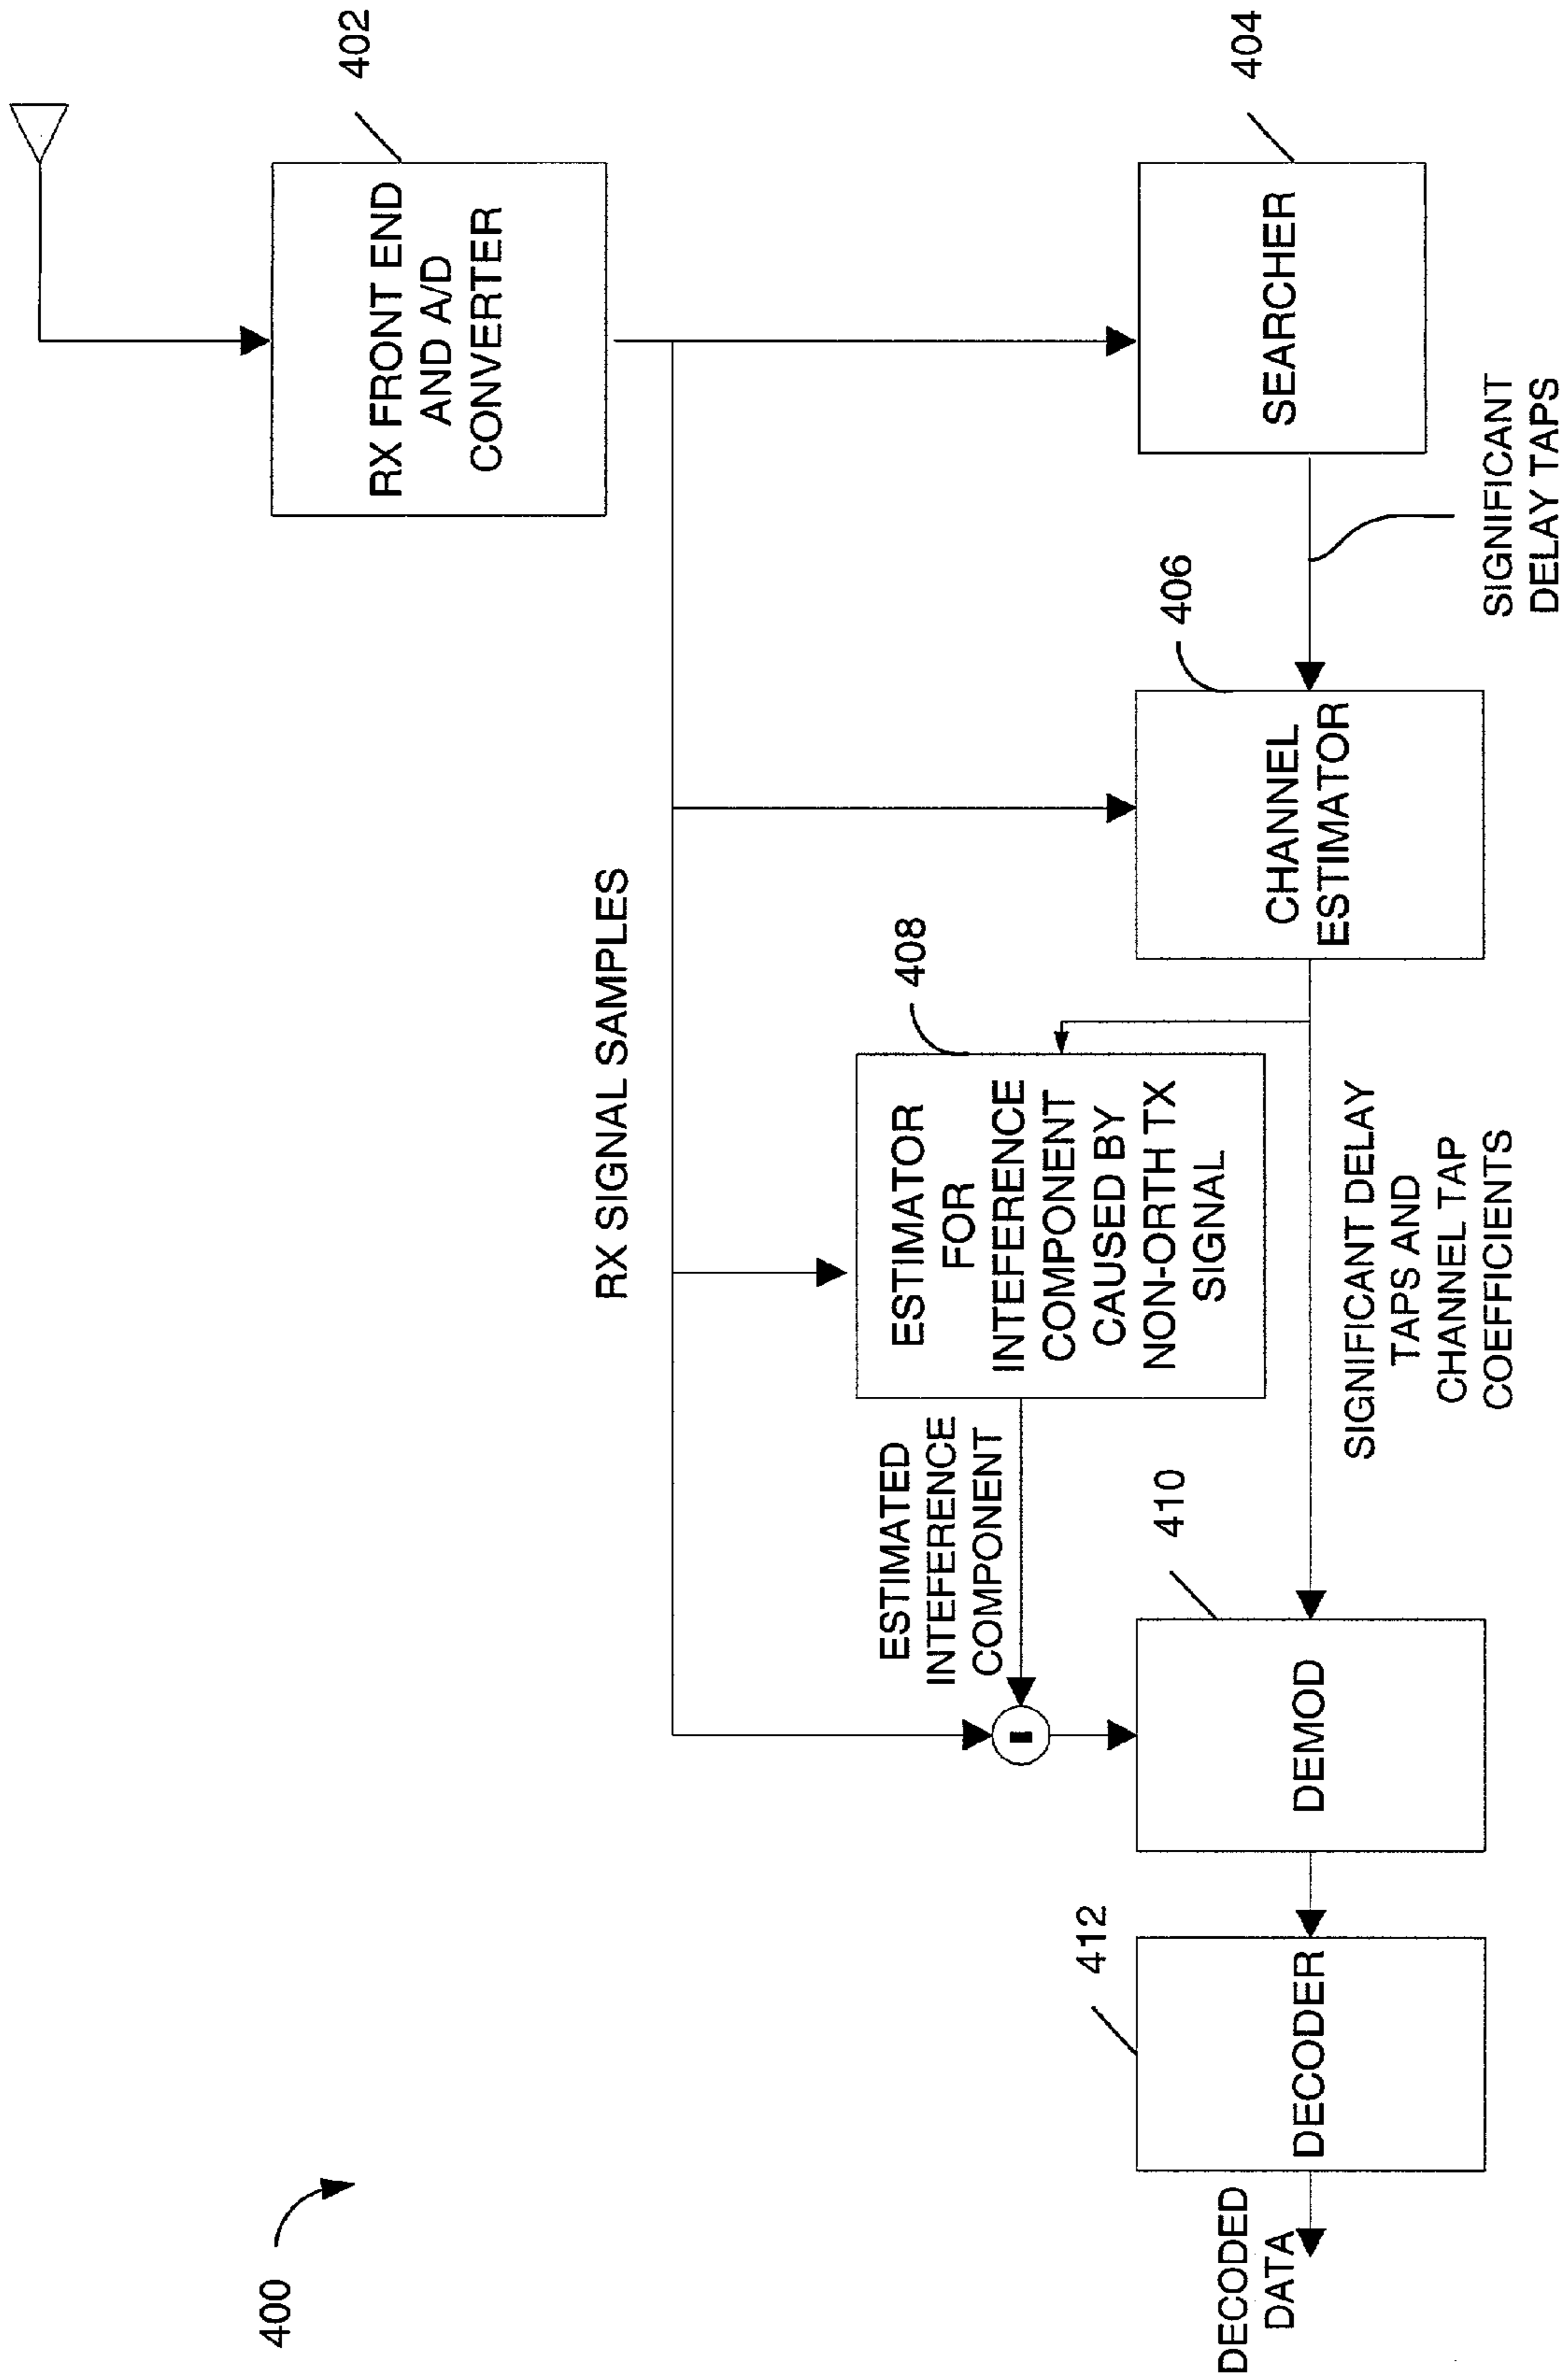 400
402
RX FRONT END
AND A/D
CONVERTER
RX SIGNAL SAMPLES
404
SEARCHER
SIGNIFICANT
DELAY TAPS
406
CHANNEL
ESTIMATOR
408
ESTIMATOR
FOR
INTEFERENCE
COMPONENT
CAUSED BY
NON-ORTH TX
SIGNAL
ESTIMATED
INTEFERENCE
COMPONENT
SIGNIFICANT DELAY
TAPS AND
CHANNEL TAP
COEFFICIENTS
410
DEMOD
412
DECODER
DECODED
DATA